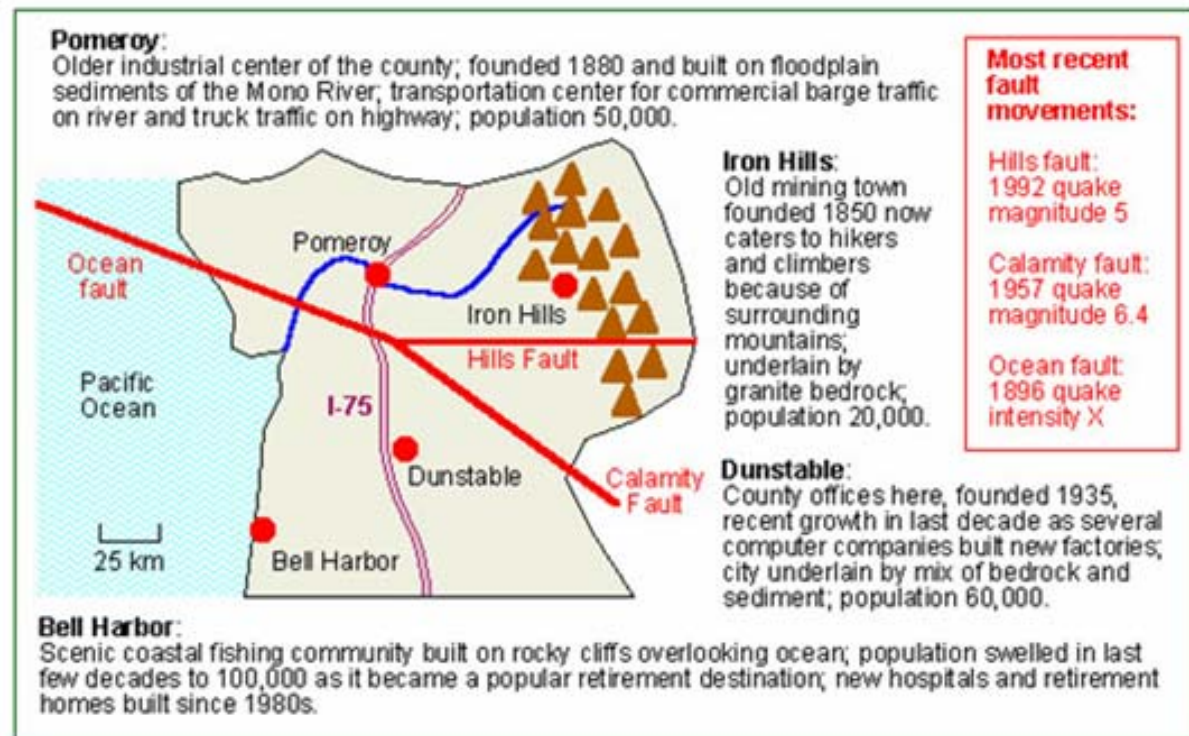 Pomeroy:
Older industrial center of the county; founded 1880 and built on floodplain
sediments of the Mono River; transportation center for commercial barge traffic
on river and truck traffic on highway; population 50,000.
Most recent
fault
movements:
Hills fault:
1992 quake
magnitude 5
Calamity fault:
1957 quake
magnitude 6.4
Ocean fault:
1896 quake
intensity X
Iron Hills:
Old mining town
founded 1850 now
caters to hikers
and climbers
because of
surrounding
mountains;
underlain by
granite bedrock;
population 20,000.
Pomeroy
Ocean
fault
Iron Hills
Hills Fault
Pacific
Ocean
I-75
Dunstable
Calamity
Fault
25 km
Bell Harbor
Dunstable:
County offices here, founded 1935,
recent growth in last decade as several
computer companies built new factories;
city underlain by mix of bedrock and
sediment; population 60,000.
Bell Harbor:
Scenic coastal fishing community built on rocky cliffs overlooking ocean; population swelled in last
few decades to 100,000 as it became a popular retirement destination; new hospitals and retirement
homes built since 1980s.